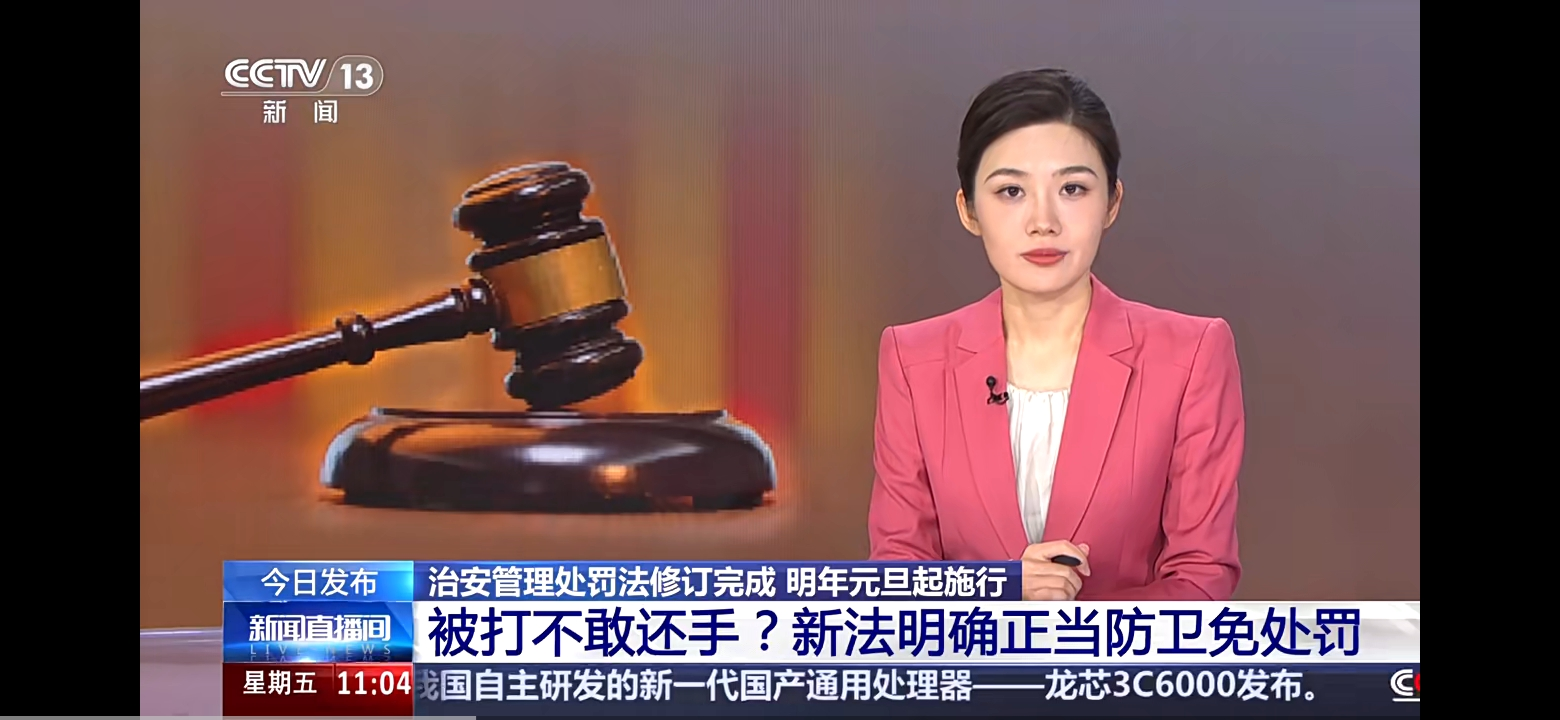 CCTV 13
新闻
今日发布
治安管理处罚法修订完成 明年元旦起施行
新闻直播间
LIVE NEWS
被打不敢还手？新法明确正当防卫免处罚
星期五 11:04
我国自主研发的新一代国产通用处理器——龙芯3C6000发布。